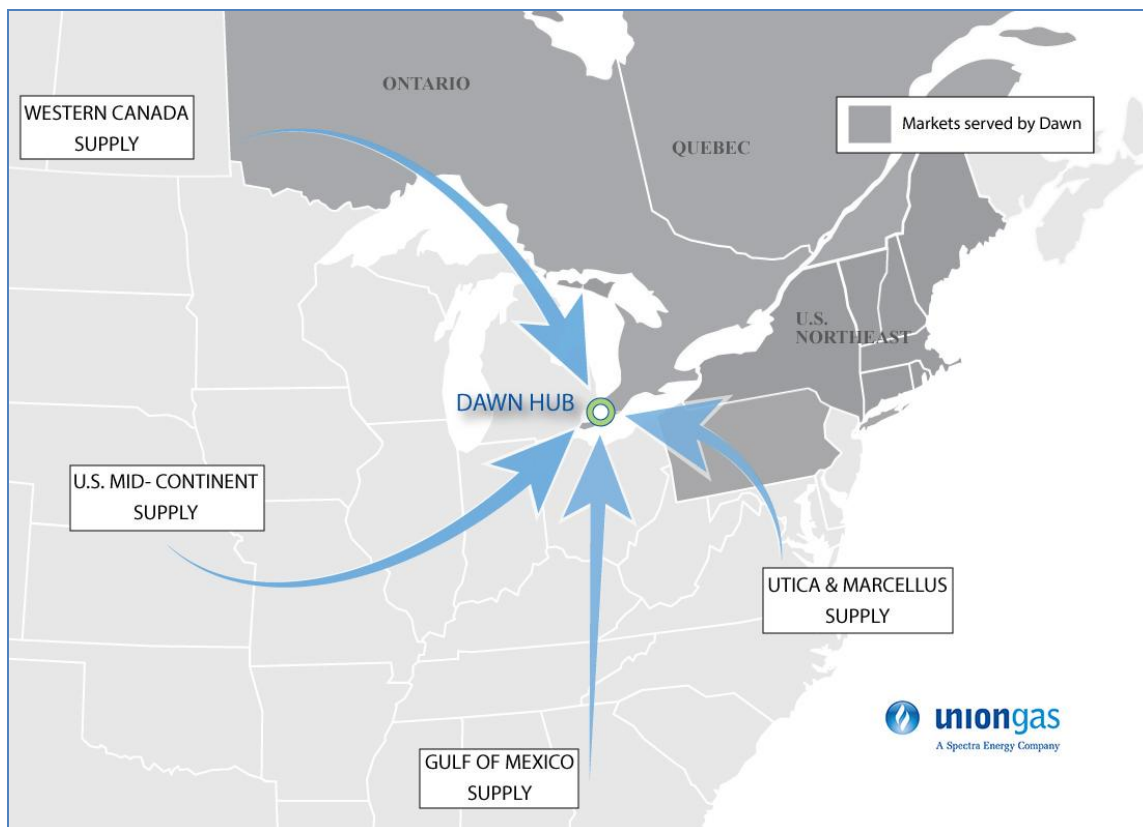 ONTARIO
WESTERN CANADA
SUPPLY
Markets served by Dawn
QUEBEC
U.S.
NORTHEAST
DAWN HUB
U.S. MID- CONTINENT
SUPPLY
UTICA & MARCELLUS
SUPPLY
uniongas
A Spectra Energy Company
GULF OF MEXICO
SUPPLY